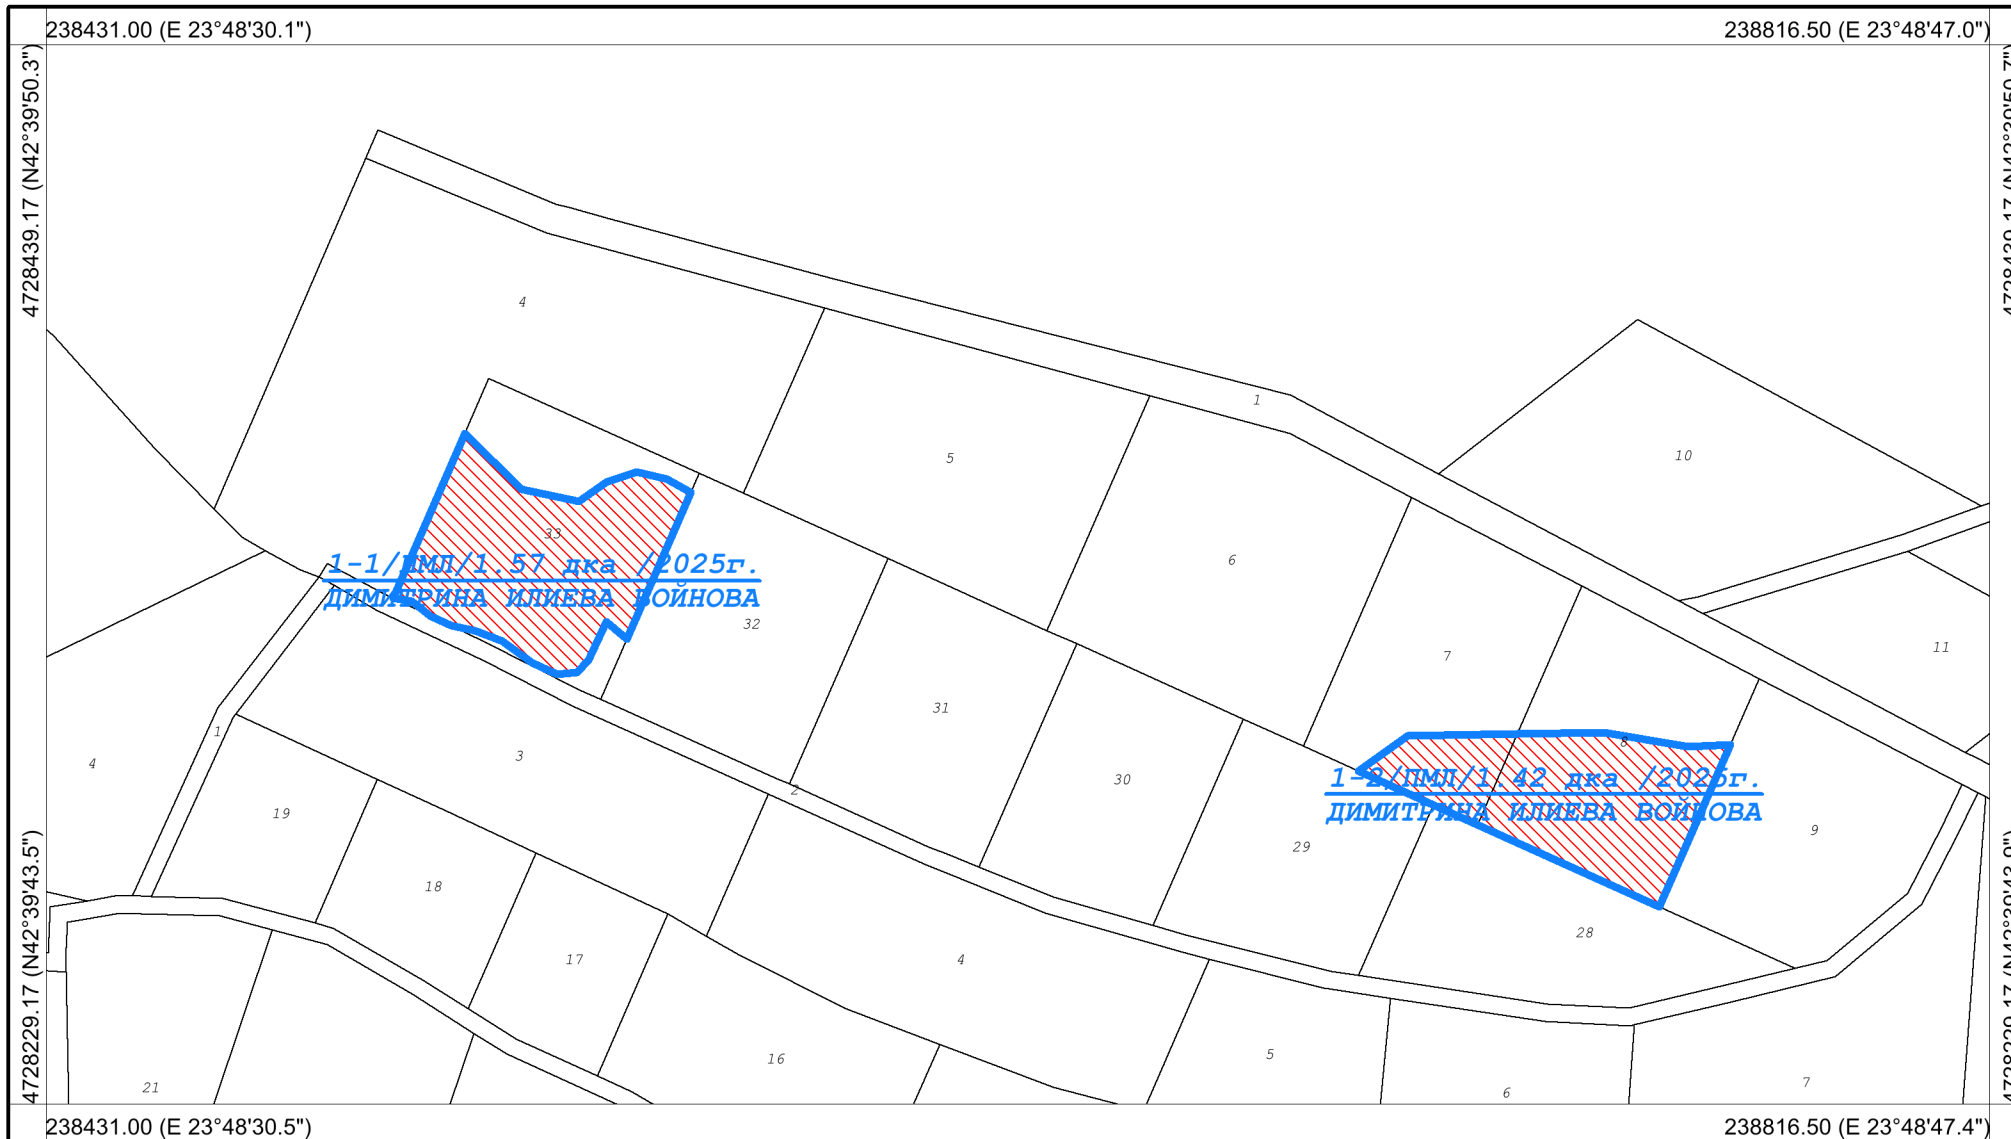 238431.00 (E 23°48'30.1")
238816.50 (E 23°48'47.0")
4728439.17 (N42°39'50.3")
4
1
5
10
33
6
1-1/ПМЛ/1.57 дка /2025г.
ДИМИТРИНА ИЛИЕВА ВОЙНОВА
32
7
11
31
1
8
3
4
30
1-2/ПМЛ/1.42 дка /2025г.
ДИМИТРИНА ИЛИЕВА ВОЙНОВА
2
19
29
9
18
28
17
4
4728229.17 (N42°39'43.5")
16
5
21
6
7
238431.00 (E 23°48'30.5")
238816.50 (E 23°48'47.4")